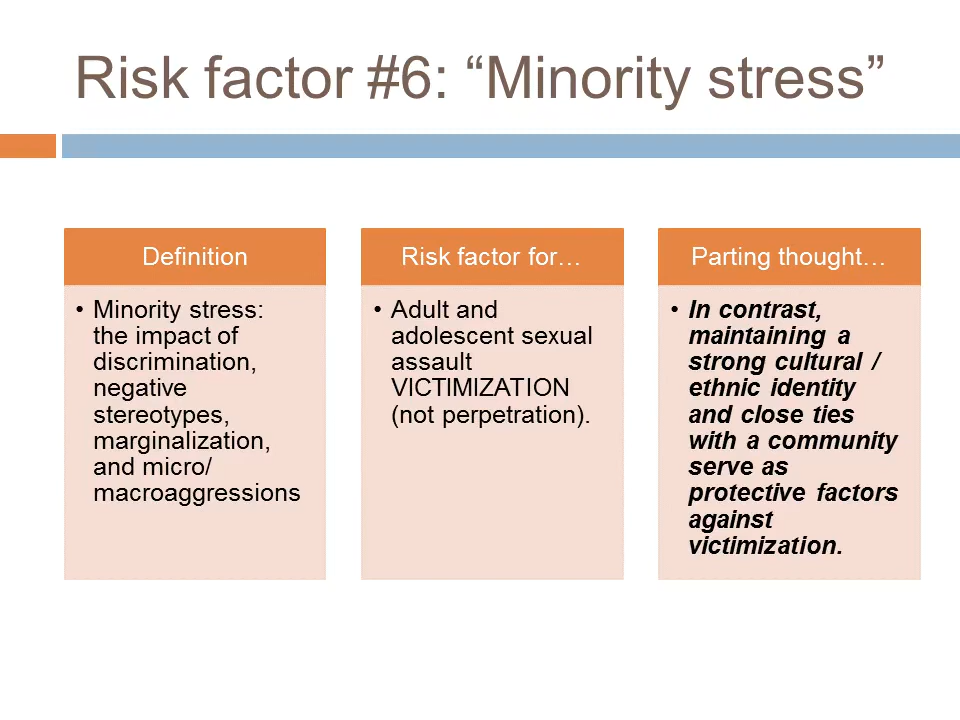 Risk factor #6: “Minority stress”
Definition
• Minority stress:
the impact of
discrimination,
negative
stereotypes,
marginalization,
and micro/
macroaggressions
Risk factor for…
• Adult and
adolescent sexual
assault
VICTIMIZATION
(not perpetration).
Parting thought…
• In contrast,
maintaining a
strong cultural /
ethnic identity
and close ties
with a community
serve as
protective factors
against
victimization.